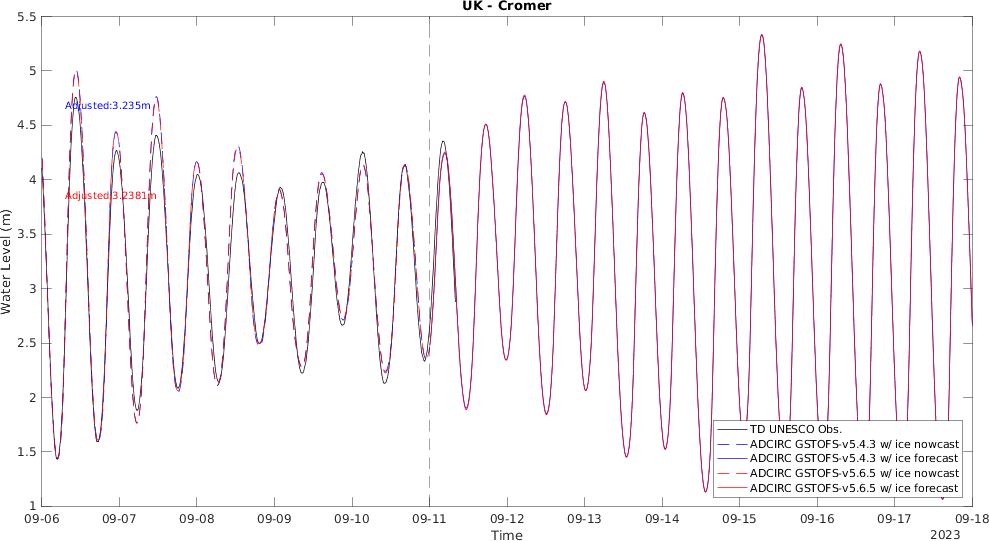 UK - Cromer
5.5
5
4.5
4
3.5
3
2.5
2
1.5
1
Water Level (m)
Adjusted:3.235m
Adjusted:3.2381m
TD UNESCO Obs.
ADCIRC GSTOFS-v5.4.3 w/ ice nowcast
ADCIRC GSTOFS-v5.4.3 w/ ice forecast
ADCIRC GSTOFS-v5.6.5 w/ ice nowcast
ADCIRC GSTOFS-v5.6.5 w/ ice forecast
09-06 09-07 09-08 09-09 09-10 09-11 09-12 09-13 09-14 09-15 09-16 09-17 09-18
Time
2023